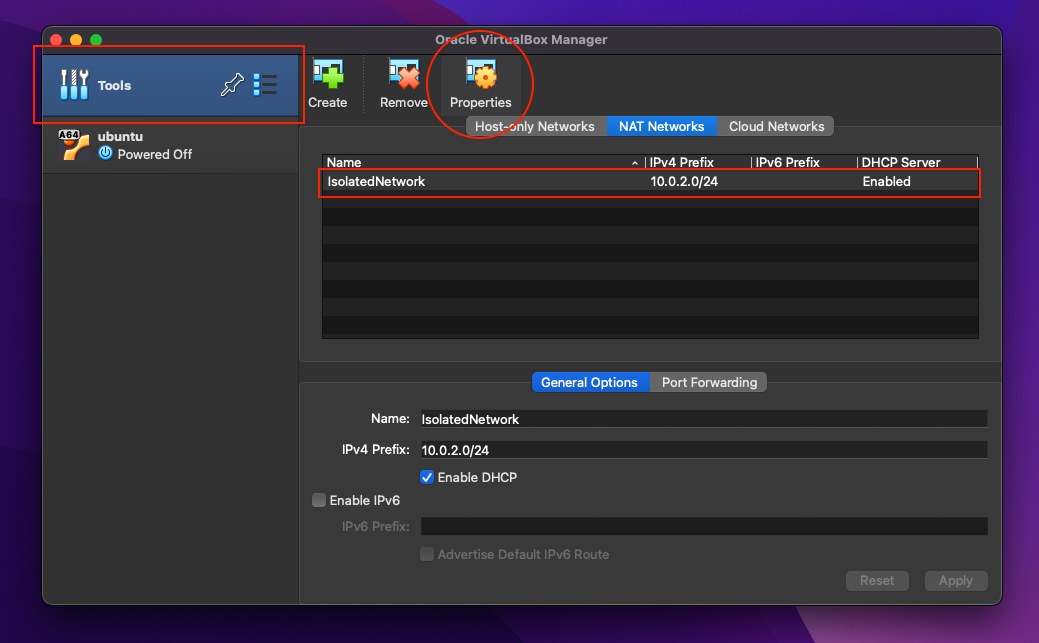 Oracle VirtualBox Manager
Tools
Create
Remove
Properties
A64
ubuntu
Powered Off
Host-only Networks
NAT Networks
Cloud Networks
Name IPv4 Prefix IPv6 Prefix DHCP Server
IsolatedNetwork 10.0.2.0/24 Enabled
General Options
Port Forwarding
Name: IsolatedNetwork
IPv4 Prefix: 10.0.2.0/24
Enable DHCP
Enable IPv6
IPv6 Prefix:
Advertise Default IPv6 Route
Reset
Apply